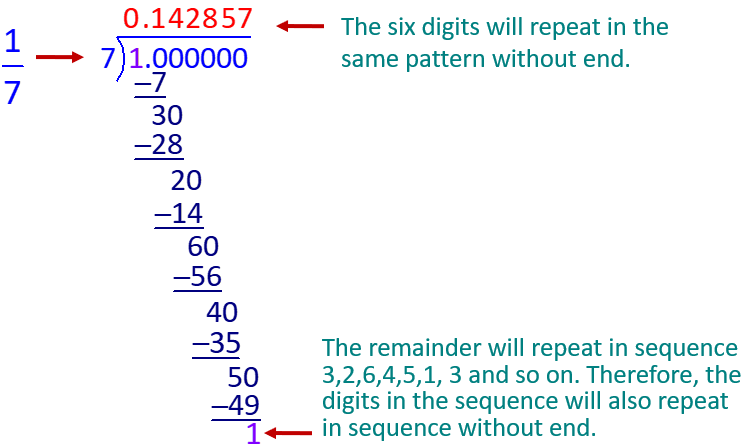 0.142857
The six digits will repeat in the
same pattern without end.
1
7
7)1.000000
–7
30
–28
20
–14
60
–56
40
–35
50
–49
1
The remainder will repeat in sequence
3,2,6,4,5,1, 3 and so on. Therefore, the
digits in the sequence will also repeat
in sequence without end.